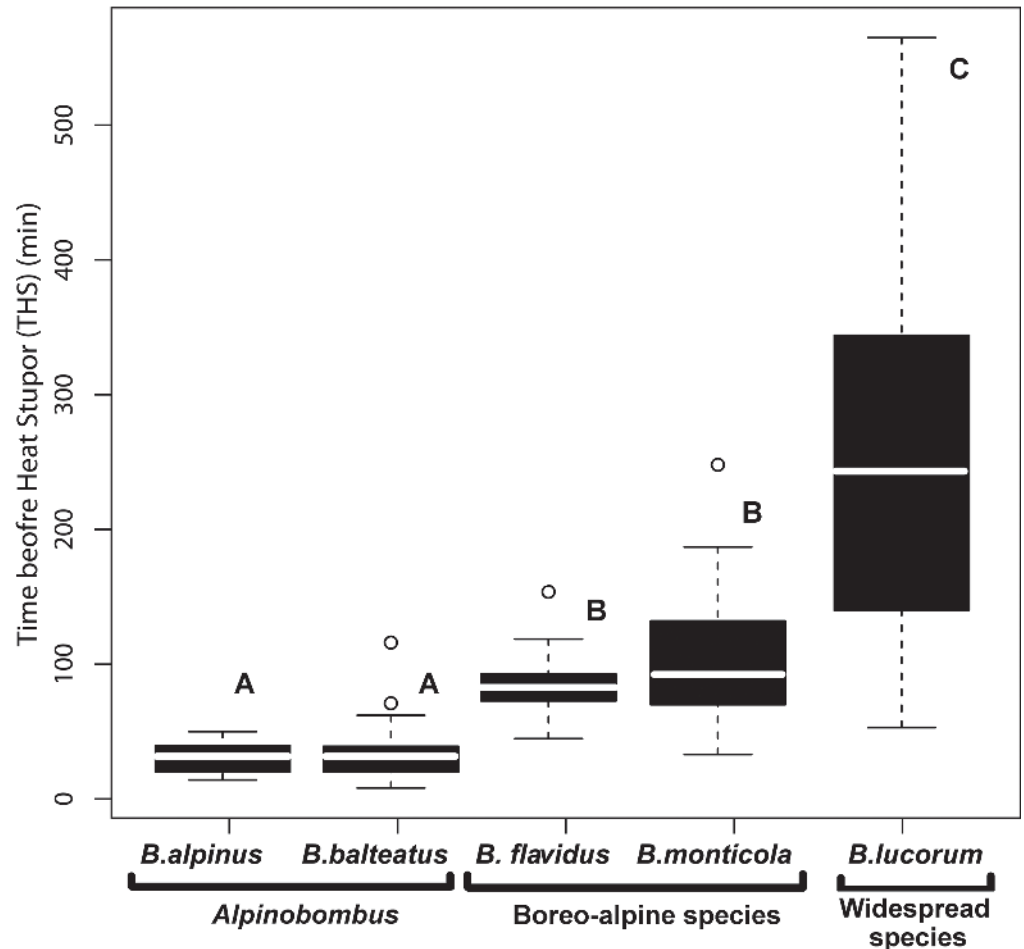 Time beofre Heat Stupor (THS) (min)
500
400
300
200
100
0
A
A
B
B
C
B.alpinus
B.balteatus
B. flavidus
B.monticola
B.lucorum
Alpinobombus
Boreo-alpine species
Widespread
species